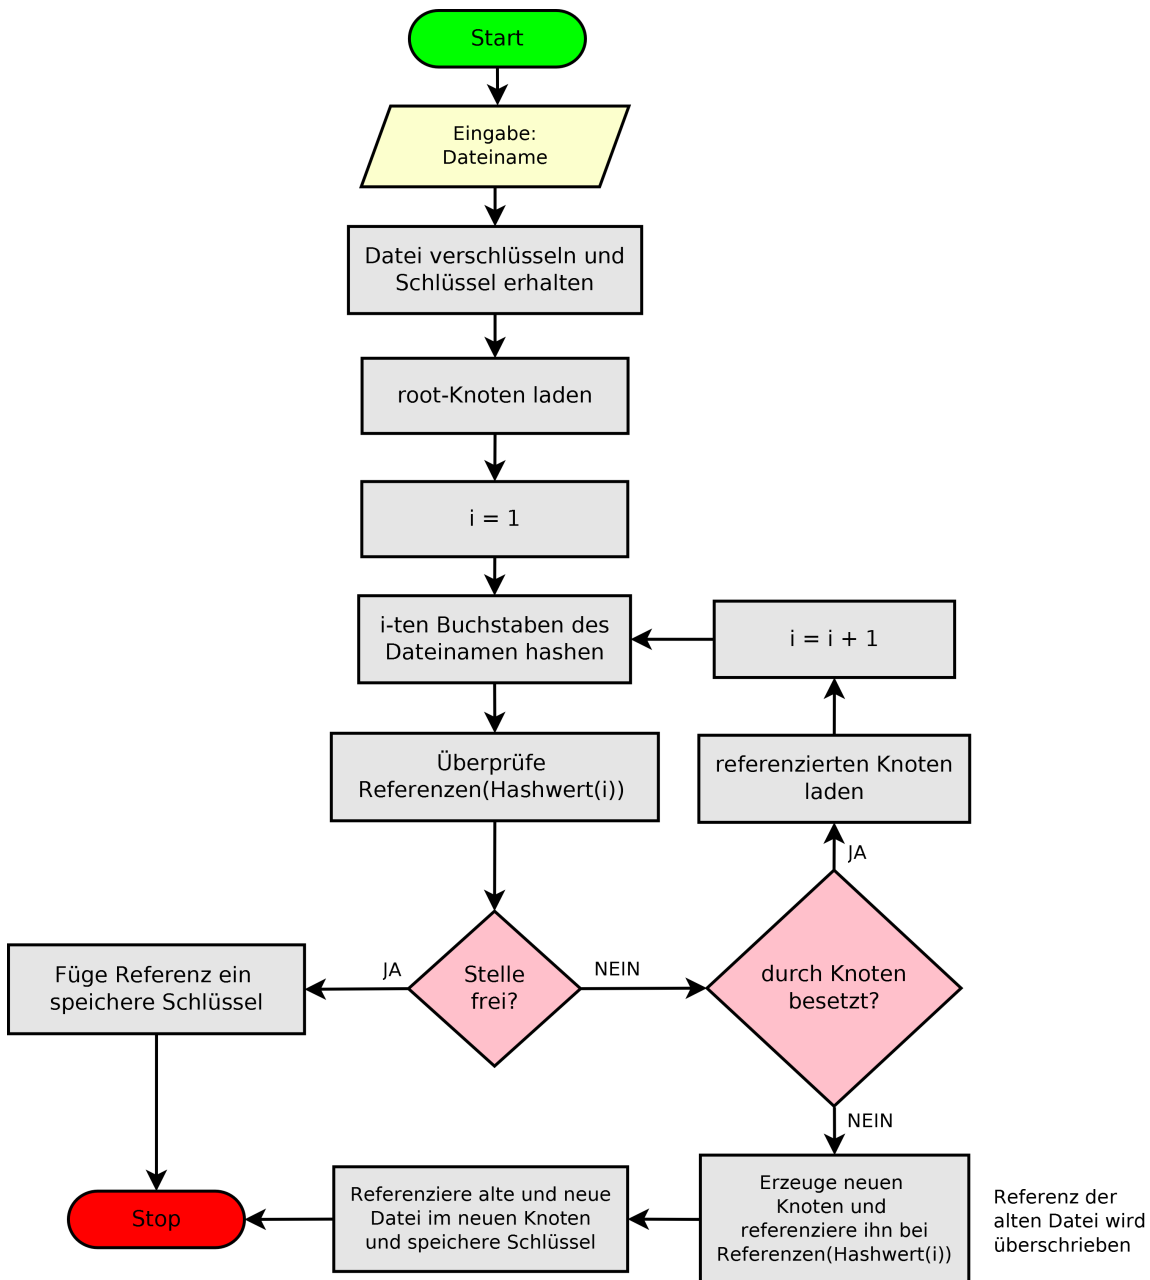 Start
Eingabe:
Dateiname
Datei verschlüsseln und
Schlüssel erhalten
root-Knoten laden
i = 1
i-ten Buchstaben des
Dateinamen hashen
i = i + 1
Überprüfe
Referenzen(Hashwert(i))
referenzierten Knoten
laden
JA
Stelle
frei?
JA
NEIN
durch Knoten
besetzt?
Füge Referenz ein
speichere Schlüssel
NEIN
Erzeuge neuen
Knoten und
referenziere ihn bei
Referenzen(Hashwert(i))
Referenz der
alten Datei wird
überschrieben
Referenziere alte und neue
Datei im neuen Knoten
und speichere Schlüssel
Stop